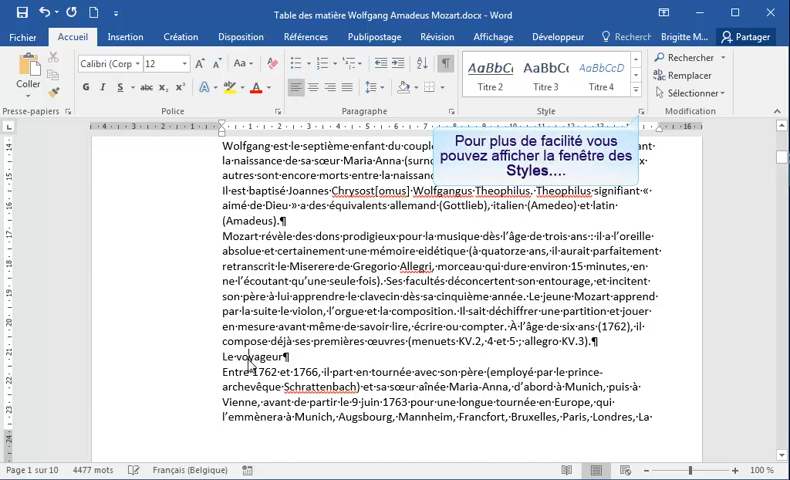 Table des matière Wolfgang Amadeus Mozart.docx - Word
Fichier Accueil Insertion Création Disposition Références Publipostage Révision Affichage Développeur Recherch Brigitte M... Partager
Coller
Calibri (Corp 12
G I S abc x₂ x²
AaBbCc AaBbC AaBbCcD
Titre 2 Titre 3 Titre 4
Rechercher
Remplacer
Sélectionner
Presse-papiers Police Paragraphe Style Modification
Pour plus de facilité vous
pouvez afficher la fenêtre des
Styles....
Wolfgang·est·le·septième·enfant·du·coupl
la·naissance·de·sa·sœur·Maria·Anna·(surno
autres·sont·encore·morts·entre·la·naissanc
Il·est·baptisé·Joannes·Chrysost[omus]·Wolfgangus·Theophilus.·Theophilus·signifiant·«·
aimé·de·Dieu·»·a·des·équivalents·allemand·(Gottlieb),·italien·(Amedeo)·et·latin·
(Amadeus).¶
Mozart·révèle·des·dons·prodigieux·pour·la·musique·dès·l'âge·de·trois·ans·:·il·a·l'oreille·
absolue·et·certainement·une·mémoire·eidétique·(à·quatorze·ans,·il·aurait·parfaitement·
retranscrit·le·Miserere·de·Gregorio·Allegri,·morceau·qui·dure·environ·15·minutes,·en·
ne·l'écoutant·qu'une·seule·fois).·Ses·facultés·déconcertent·son·entourage,·et·incitent·
son·père·à·lui·apprendre·le·clavecin·dès·sa·cinquième·année.·Le·jeune·Mozart·apprend·
par·la·suite·le·violon,·l'orgue·et·la·composition.·Il·sait·déchiffrer·une·partition·et·jouer·
en·mesure·avant·même·de·savoir·lire,·écrire·ou·compter.·À·l'âge·de·six·ans·(1762),·il·
compose·déjà·ses·premières·œuvres·(menuets·KV.2,·4·et·5·;·allegro·KV.3).¶
Le·voyageur¶
Entre·1762·et·1766,·il·part·en·tournée·avec·son·père·(employé·par·le·prince-
archevêque·Schrattenbach)·et·sa·sœur·aînée·Maria-Anna,·d'abord·à·Munich,·puis·à·
Vienne,·avant·de·partir·le·9·juin·1763·pour·une·longue·tournée·en·Europe,·qui·
l'emmènera·à·Munich,·Augsbourg,·Mannheim,·Francfort,·Bruxelles,·Paris,·Londres,·La·
Page 1 sur 10 4477 mots Français (Belgique) 100 %